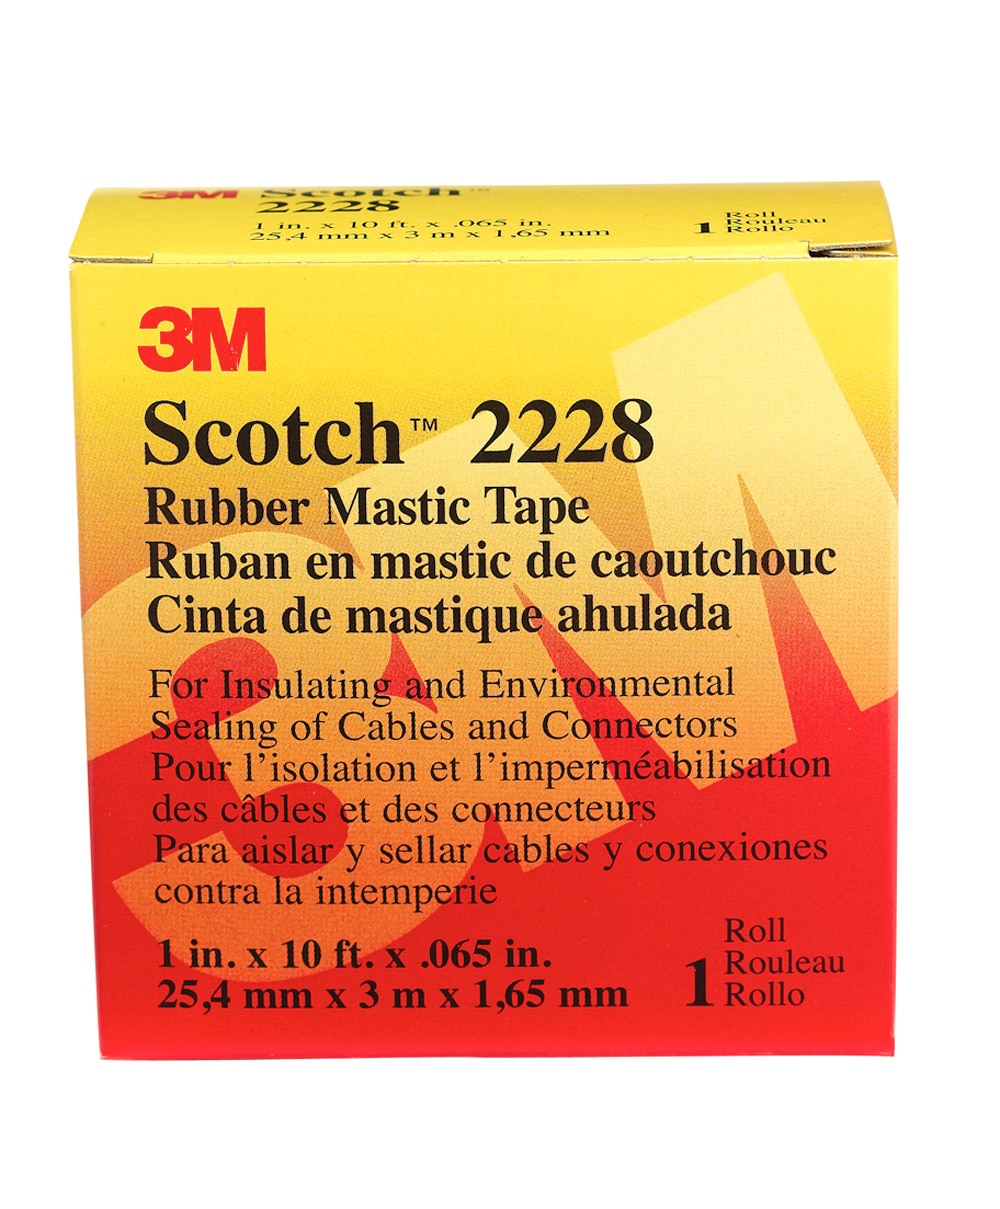 3M Scotch™
2228
1 in. x 10 ft. x .065 in.
25,4 mm x 3 m x 1,65 mm
1 Roll
Rouleau
Rollo
3M
Scotch™ 2228
Rubber Mastic Tape
Ruban en mastic de caoutchouc
Cinta de mastique ahulada
For Insulating and Environmental
Sealing of Cables and Connectors
Pour l'isolation et l'imperméabilisation
des câbles et des connecteurs
Para aislar y sellar cables y conexiones
contra la intemperie
1 in. x 10 ft. x .065 in.
25,4 mm x 3 m x 1,65 mm
1 Roll
Rouleau
Rollo
3M